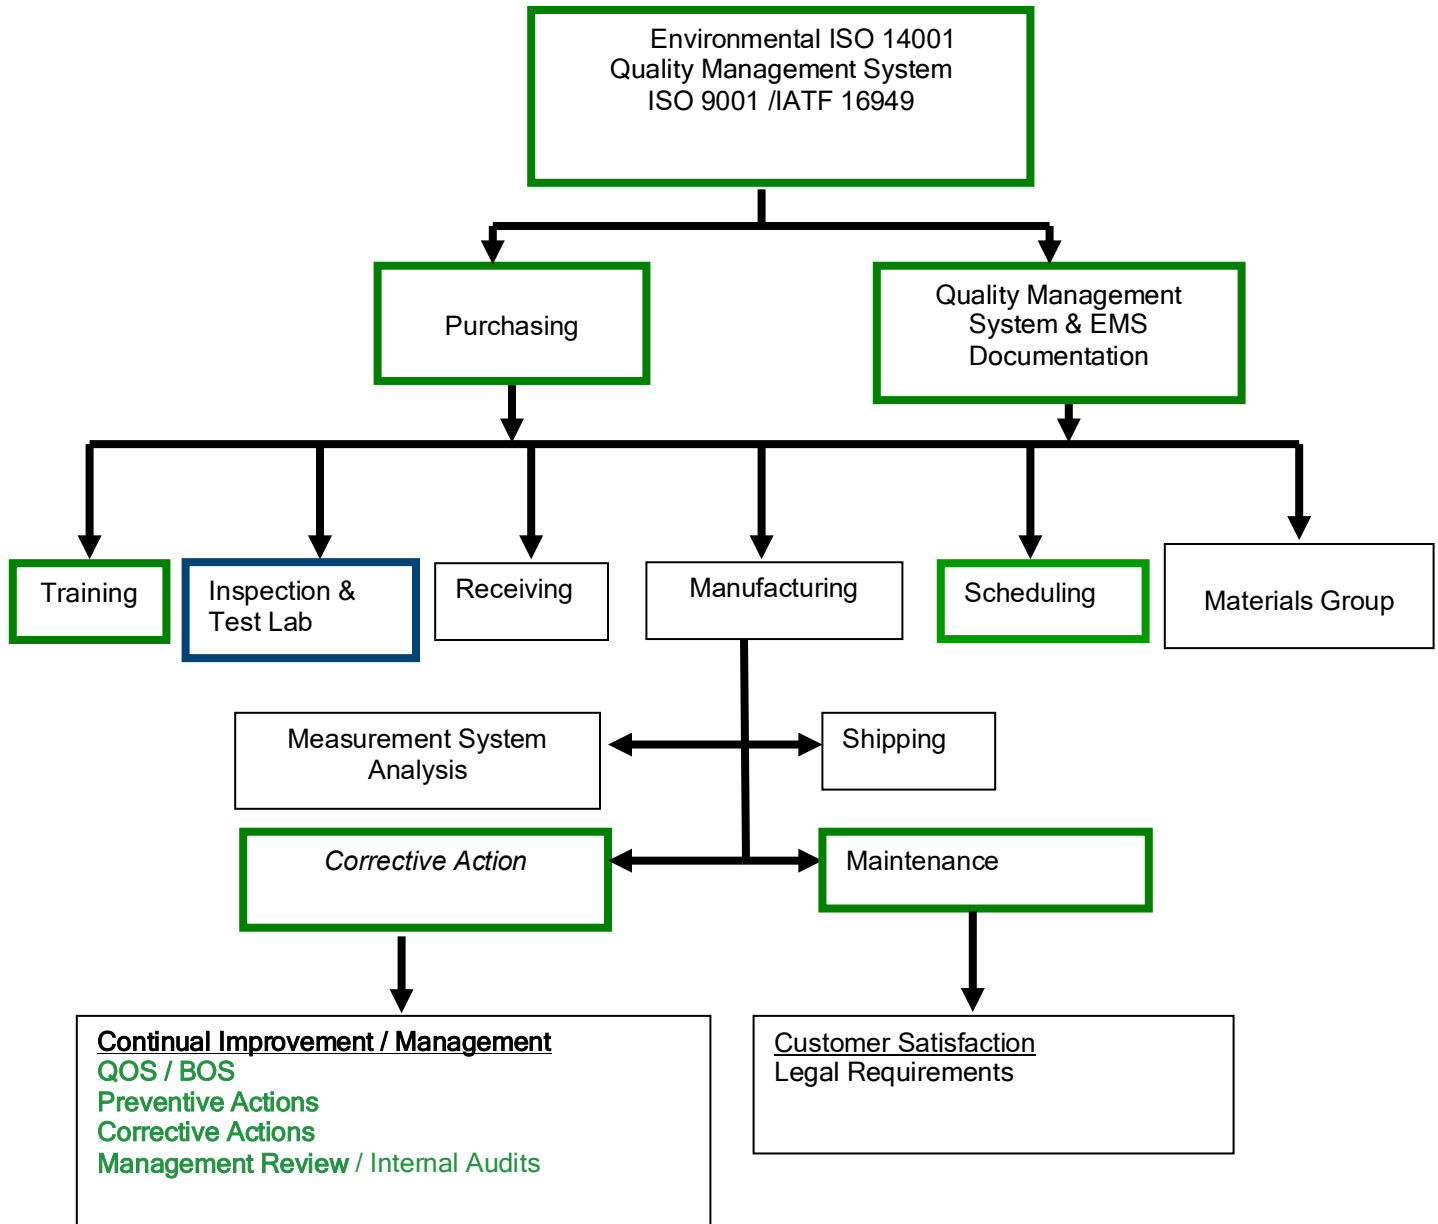 Environmental ISO 14001
Quality Management System
ISO 9001 /IATF 16949
Purchasing
Quality Management
System & EMS
Documentation
Training
Inspection &
Test Lab
Receiving
Manufacturing
Scheduling
Materials Group
Measurement System
Analysis
Shipping
Corrective Action
Maintenance
Continual Improvement / Management
QOS / BOS
Preventive Actions
Corrective Actions
Management Review / Internal Audits
Customer Satisfaction
Legal Requirements